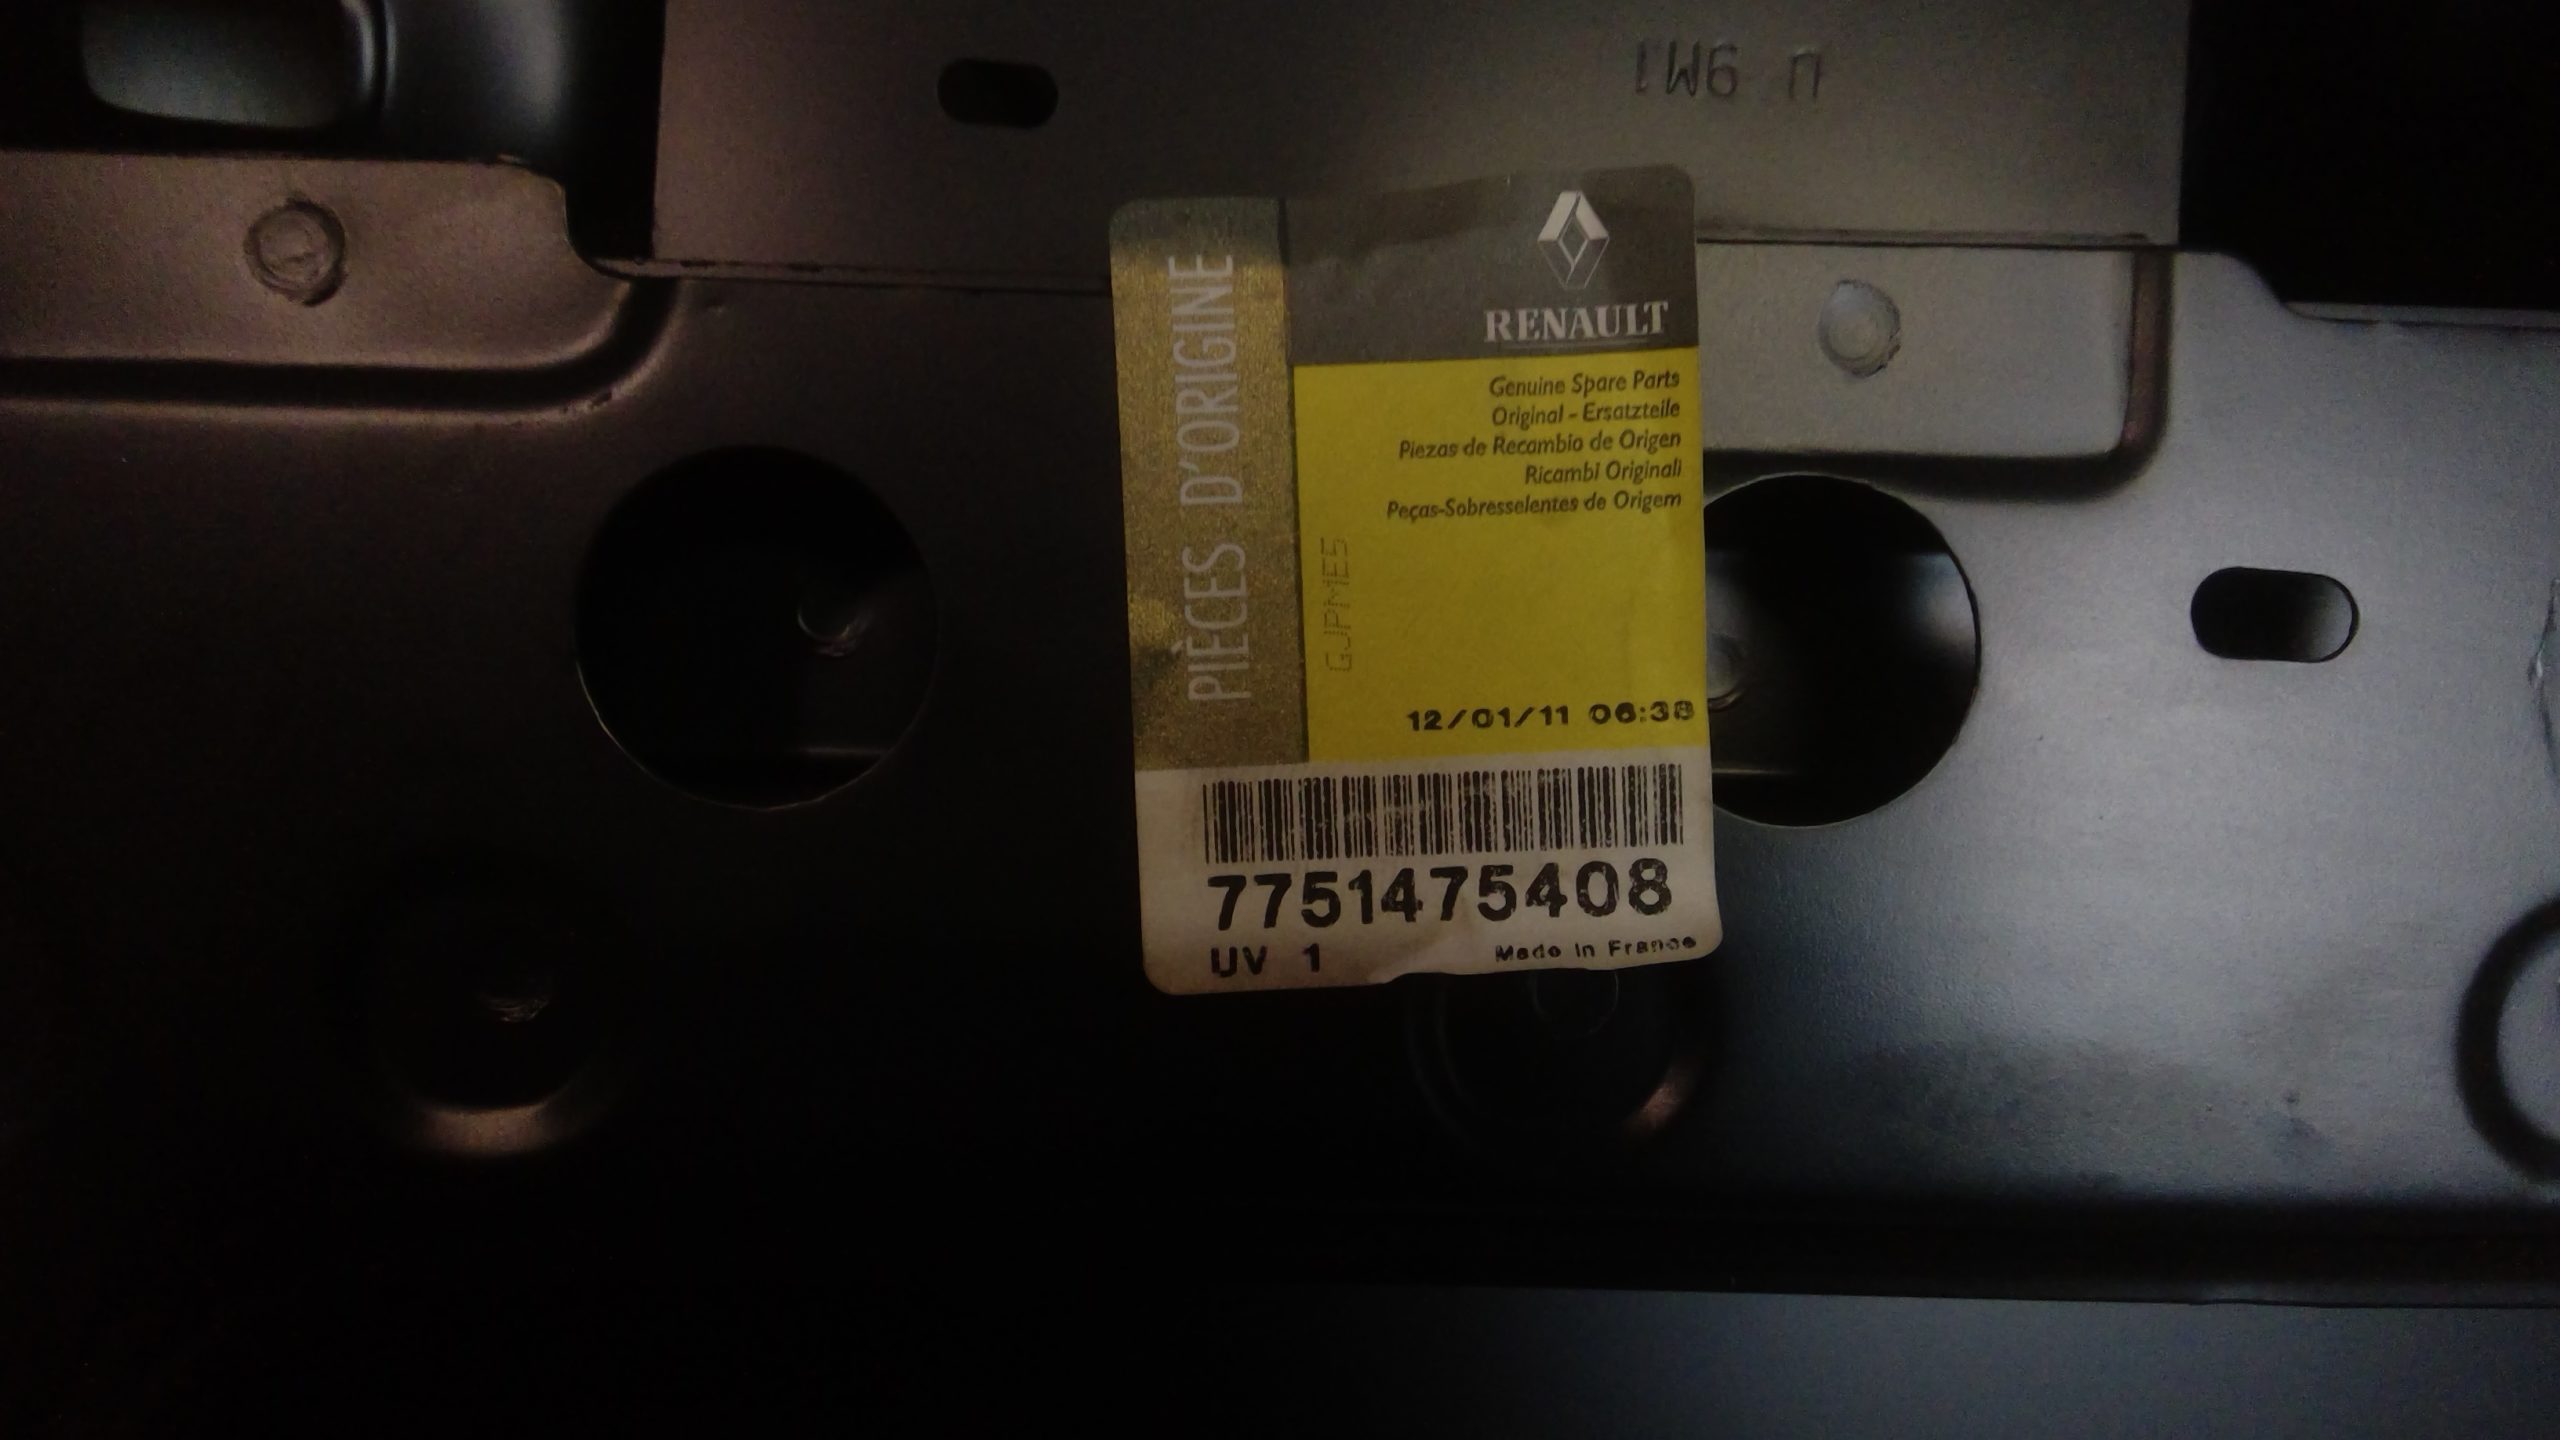 U 9M1
RENAULT
PIÈCES D'ORIGINE
Genuine Spare Parts
Original - Ersatzteile
Piezas de Recambio de Origen
Ricambi Originali
Peças-Sobresselentes de Origem
GJPME5
12/01/11 06:38
7751475408
UV 1
Made in France